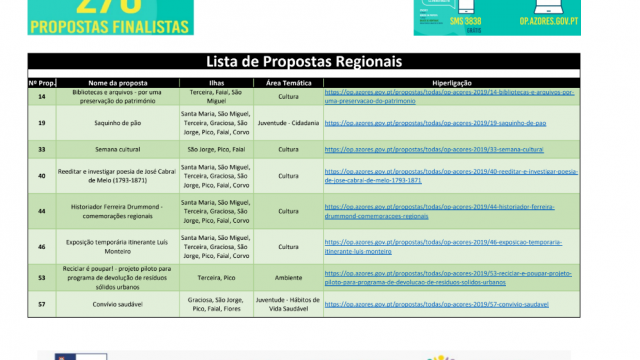 PROPOSTAS FINALISTAS
SMS 3838
OP.AZORES.GOV.PT
Lista de Propostas Regionais
Nº Prop. Nome da proposta Ilhas Área Temática Hiperligação
14 Bibliotecas e arquivos - por uma preservação do património Terceira, Faial, São Miguel Cultura https://op.azores.gov.pt/propostas/todas/op-acores-2019/14-bibliotecas-e-arquivos-por-uma-preservacao-do-patrimonio
19 Saquinho de pão Santa Maria, São Miguel, Terceira, Graciosa, São Jorge, Pico, Faial, Corvo Juventude - Cidadania https://op.azores.gov.pt/propostas/todas/op-acores-2019/19-saquinho-de-pao
33 Semana cultural São Jorge, Pico, Faial Cultura https://op.azores.gov.pt/propostas/todas/op-acores-2019/33-semana-cultural
40 Reeditar e investigar poesia de José Cabral de Melo (1793-1871) Santa Maria, São Miguel, Terceira, Graciosa, São Jorge, Pico, Faial, Corvo Cultura https://op.azores.gov.pt/propostas/todas/op-acores-2019/40-reeditar-e-investigar-poesia-de-jose-cabral-de-melo-1793-1871
44 Historiador Ferreira Drummond - comemorações regionais Santa Maria, São Miguel, Terceira, Graciosa, São Jorge, Pico, Faial, Corvo Cultura https://op.azores.gov.pt/propostas/todas/op-acores-2019/44-historiador-ferreira-drummond-comemoracoes-regionais
46 Exposição temporária itinerante Luís Monteiro Santa Maria, São Miguel, Terceira, Graciosa, São Jorge, Pico, Faial, Corvo Cultura https://op.azores.gov.pt/propostas/todas/op-acores-2019/46-exposicao-temporaria-itinerante-luis-monteiro
53 Reciclar é poupar! - projeto piloto para programa de devolução de resíduos sólidos urbanos Terceira, Pico Ambiente https://op.azores.gov.pt/propostas/todas/op-acores-2019/53-reciclar-e-poupar-projeto-piloto-para-programa-de-devolucao-de-residuos-solidos-urbanos
57 Convívio saudável Graciosa, São Jorge, Pico, Faial, Flores Juventude - Hábitos de Vida Saudável https://op.azores.gov.pt/propostas/todas/op-acores-2019/57-convivio-saudavel